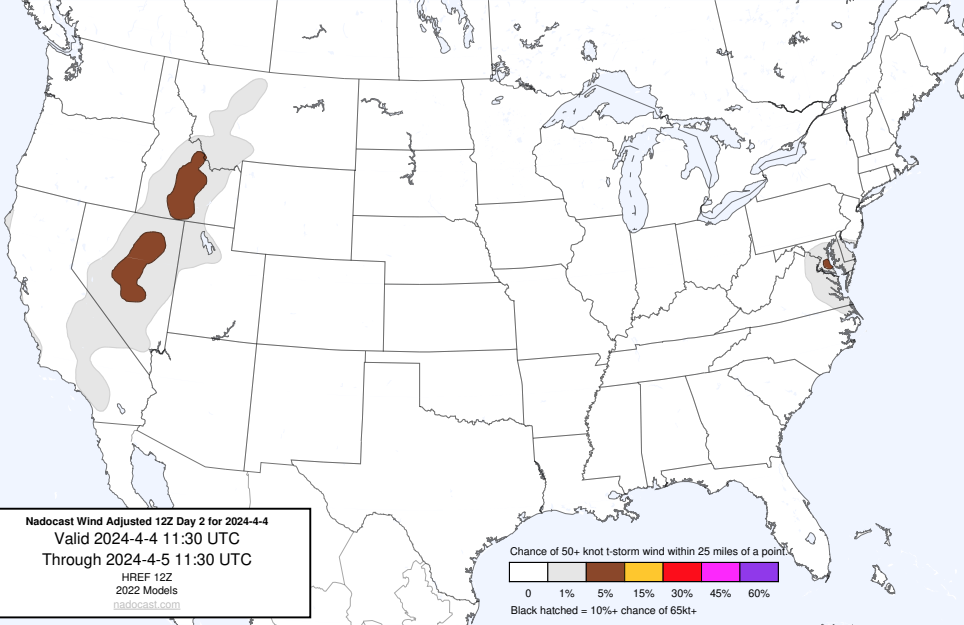 Nadocast Wind Adjusted 12Z Day 2 for 2024-4-4
Valid 2024-4-4 11:30 UTC
Through 2024-4-5 11:30 UTC
HREF 12Z
2022 Models
nadocast.com
Chance of 50+ knot t-storm wind within 25 miles of a point.
0 1% 5% 15% 30% 45% 60%
Black hatched = 10%+ chance of 65kt+